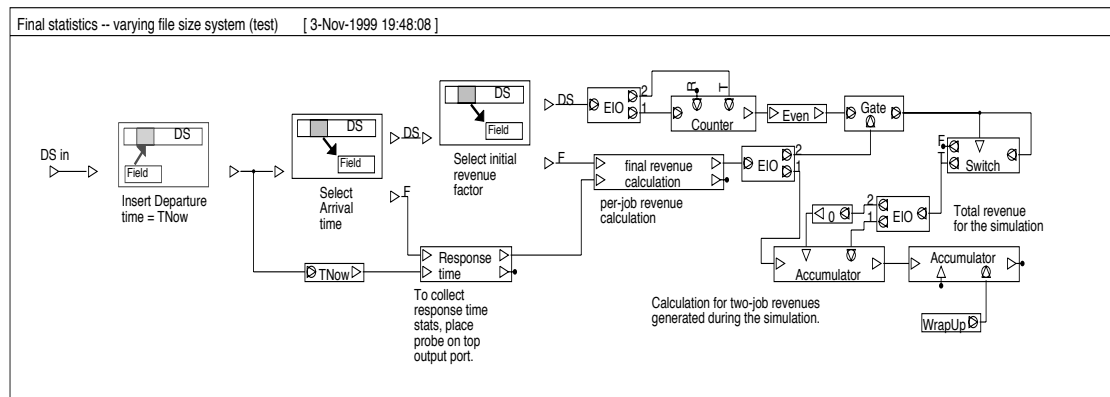 Final statistics -- varying file size system (test) [ 3-Nov-1999 19:48:08 ]
DS in
DS
Field
Insert Departure
time = TNow
DS
Field
Select
Arrival
time
DS
F
DS
Field
Select initial
revenue
factor
DS
EIO
2
1
R
T
Counter
Even
Gate
F
T
Switch
F
final revenue
calculation
per-job revenue
calculation
EIO
2
1
0
2
1
EIO
Total revenue
for the simulation
TNow
Response
time
To collect
response time
stats, place
probe on top
output port.
Accumulator
Accumulator
Calculation for two-job revenues
generated during the simulation.
WrapUp